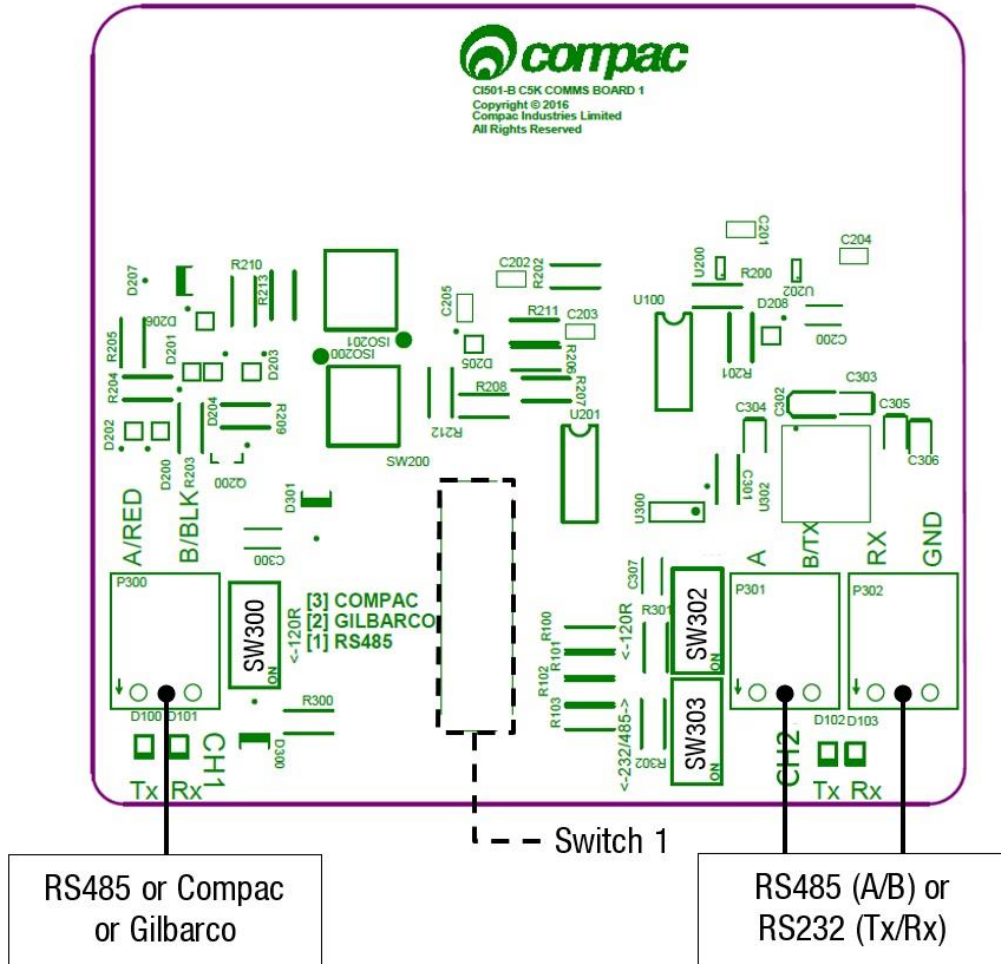 compac
CI501-B C5K COMMS BOARD 1
Copyright © 2016
Compac Industries Limited
All Rights Reserved
D207
R210
R213
D206
R205
D201
D203
R204
D204
R209
D202
D200
R203
Q200
ISO201
ISO200
SW200
C205
C202
R202
R211
C203
D205
R206
R208
R207
R212
U201
C201
U200
R200
U202
C204
U100
D208
C200
R201
C302
C303
C304
C305
C306
C301
U302
U300
D301
C300
A/RED
B/BLK
P300
SW300
ON
<-120R
[3] COMPAC
[2] GILBARCO
[1] RS485
R300
D300
D100
D101
CH1
Tx Rx
R100
R101
R102
R103
C307
<-120R
R301
SW302
ON
<-232/485->
R302
SW303
ON
A
B/TX
RX
GND
P301
P302
D102
D103
CH2
Tx Rx
Switch 1
RS485 or Compac
or Gilbarco
RS485 (A/B) or
RS232 (Tx/Rx)